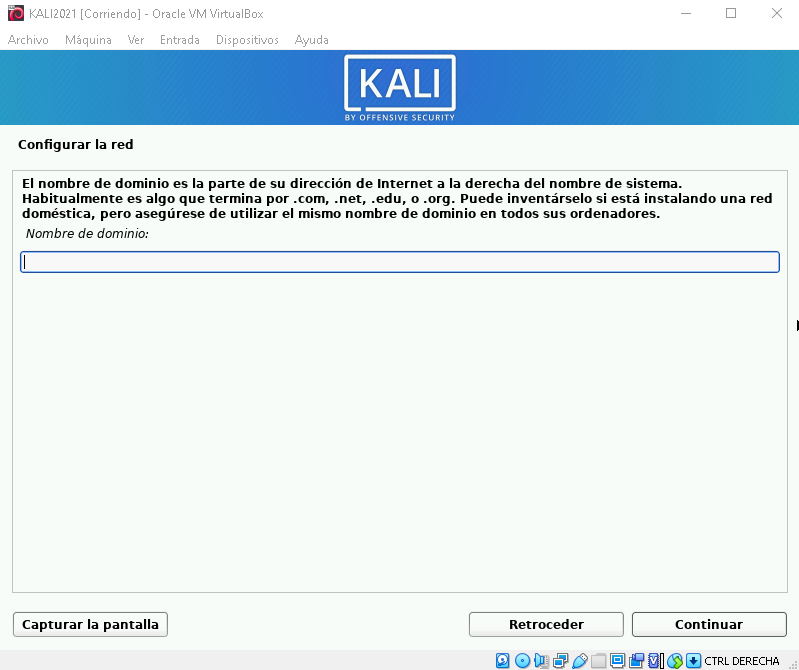 KALI2021 [Corriendo] - Oracle VM VirtualBox
Archivo Máquina Ver Entrada Dispositivos Ayuda
KALI
BY OFFENSIVE SECURITY
Configurar la red
El nombre de dominio es la parte de su dirección de Internet a la derecha del nombre de sistema.
Habitualmente es algo que termina por .com, .net, .edu, o .org. Puede inventárselo si está instalando una red
doméstica, pero asegúrese de utilizar el mismo nombre de dominio en todos sus ordenadores.
Nombre de dominio:
Capturar la pantalla Retroceder Continuar
CTRL DERECHA